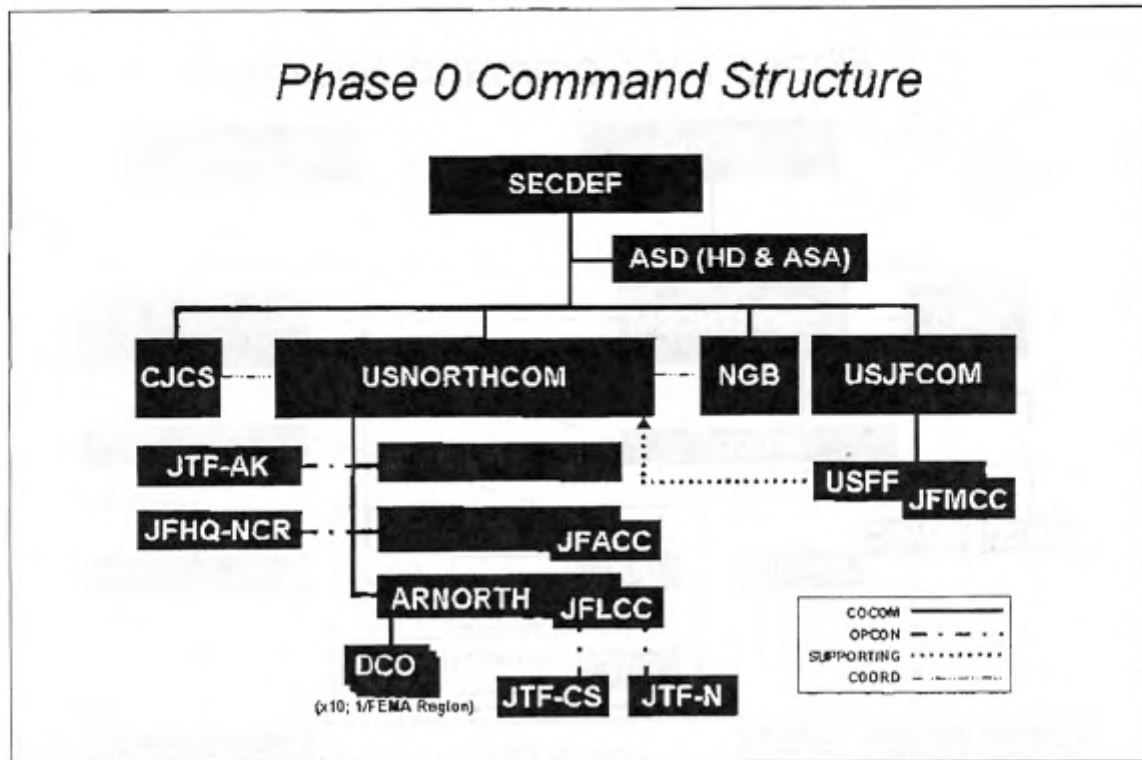 Phase 0 Command Structure
SECDEF
ASD (HD & ASA)
CJCS
USNORTHCOM
NGB
USJFCOM
JTF-AK
USFF
JFMCC
JFHQ-NCR
JFACC
ARNORTH
JFLCC
DCO
(x10; 1/FEMA Region)
JTF-CS
JTF-N
COCOM
OPCON
SUPPORTING
COORD